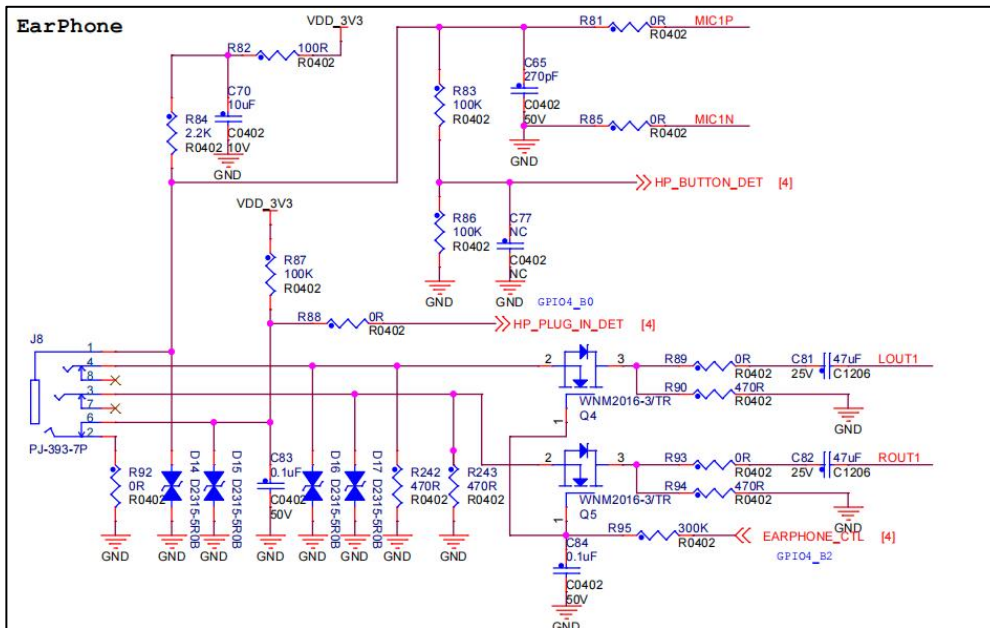 EarPhone
VDD_3V3
R82 100R
R0402
R81 0R MIC1P
R0402
C70
10uF
C0402
10V
GND
R84
2.2K
R0402
R83
100K
R0402
C65
270pF
C0402
50V
R85 0R MIC1N
R0402
GND
HP_BUTTON_DET [4]
VDD_3V3
R86
100K
R0402
C77
NC
C0402
NC
GND
GND
R87
100K
R0402
GPIO4_B0
R88 0R
R0402
HP_PLUG_IN_DET [4]
J8
1
4
8
3
7
6
2
PJ-393-7P
2 3
1
WNM2016-3/TR
Q4
R89 0R
R0402
C81 47uF LOUT1
25V C1206
R90 470R
R0402
GND
2 3
1
WNM2016-3/TR
Q5
R93 0R
R0402
C82 47uF ROUT1
25V C1206
R94 470R
R0402
GND
R92
0R
R0402
GND
D14 D2315-5R0B
GND
D15 D2315-5R0B
GND
C83
0.1uF
C0402
50V
GND
D16 D2315-5R0B
GND
D17 D2315-5R0B
GND
R242
470R
R0402
GND
R243
470R
R0402
GND
R95 300K
R0402
EARPHONE_CTL [4]
GPIO4_B2
C84
0.1uF
C0402
50V
GND